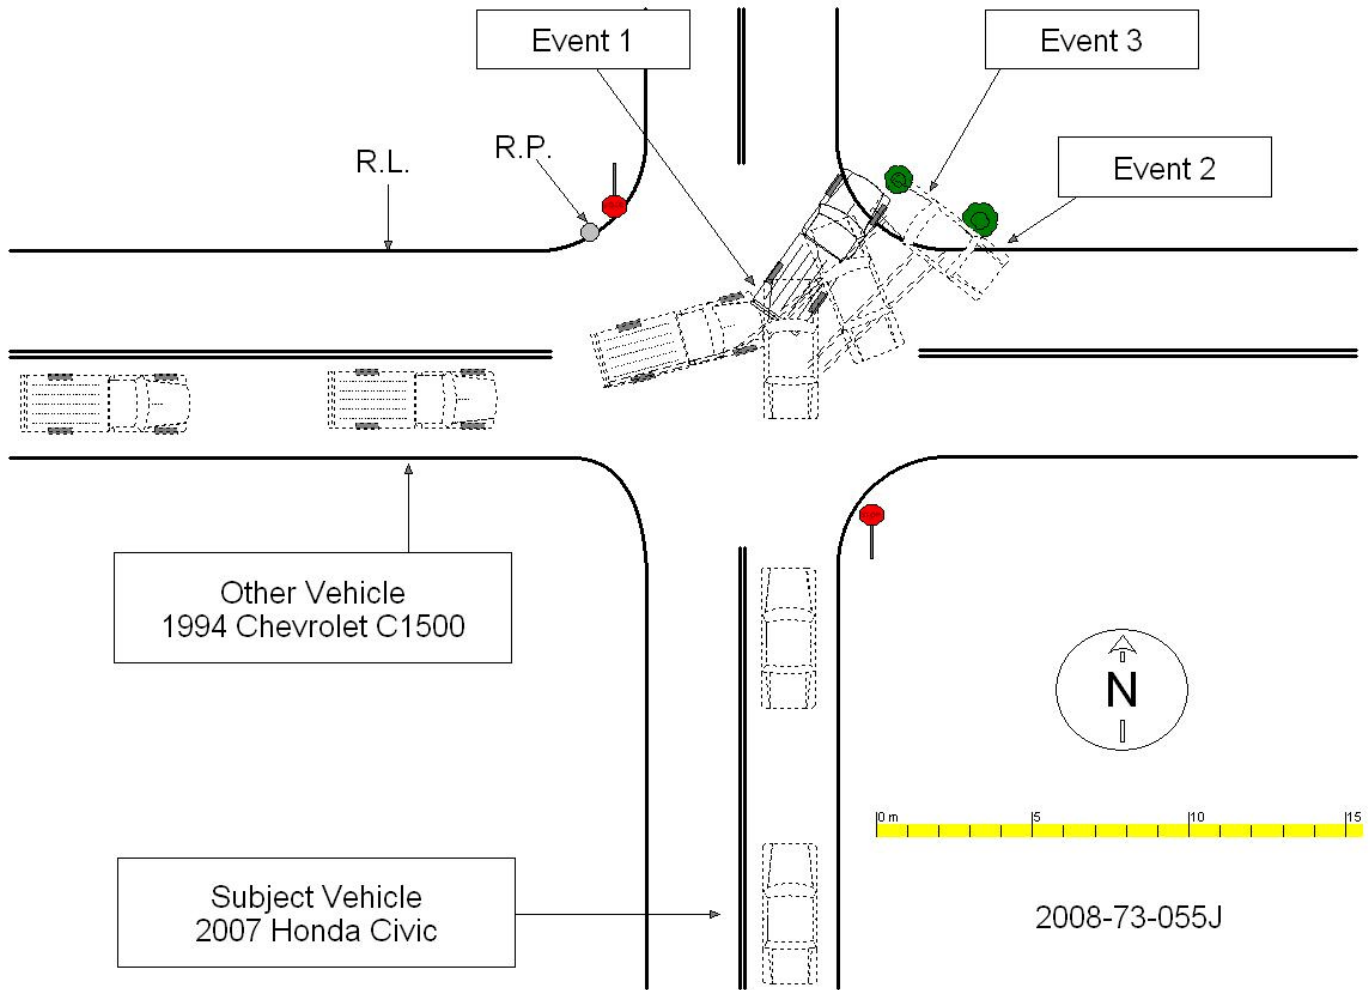 Event 1
Event 3
R.P.
R.L.
Event 2
Other Vehicle
1994 Chevrolet C1500
N
0 m
5
10
15
Subject Vehicle
2007 Honda Civic
2008-73-055J